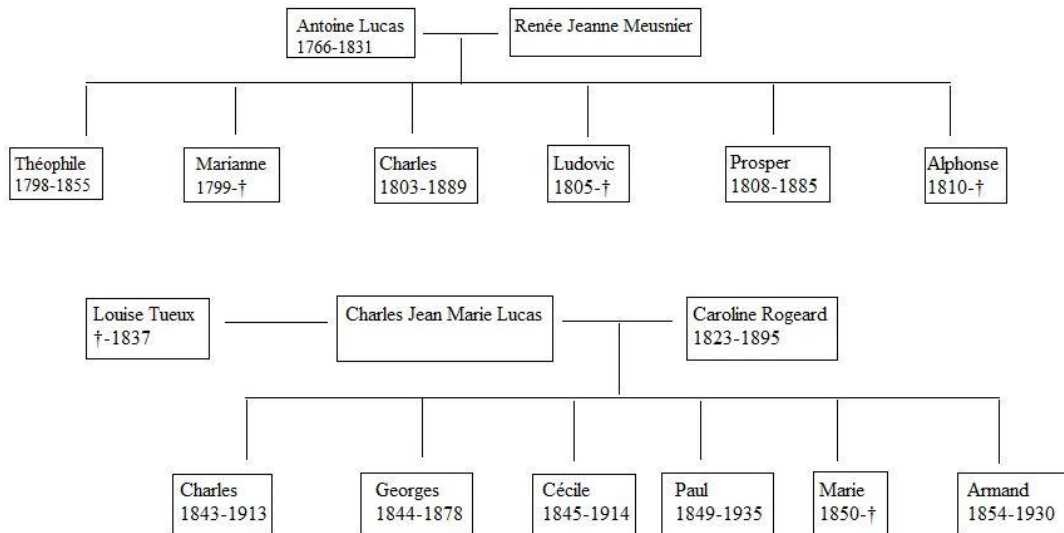 Antoine Lucas
1766-1831
Renée Jeanne Meusnier
Théophile
1798-1855
Marianne
1799-†
Charles
1803-1889
Ludovic
1805-†
Prosper
1808-1885
Alphonse
1810-†
Louise Tueux
†-1837
Charles Jean Marie Lucas
Caroline Rogeard
1823-1895
Charles
1843-1913
Georges
1844-1878
Cécile
1845-1914
Paul
1849-1935
Marie
1850-†
Armand
1854-1930